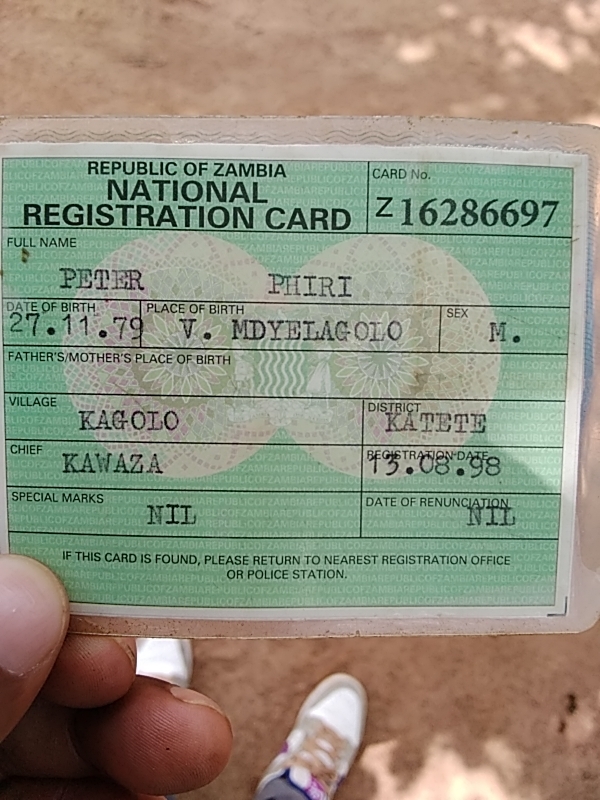 REPUBLIC OF ZAMBIA
NATIONAL
REGISTRATION CARD
CARD No.
Z 16286697
FULL NAME
PETER PHIRI
DATE OF BIRTH
27.11.79
PLACE OF BIRTH
V. MDYELAGOLO
SEX
M.
FATHER'S/MOTHER'S PLACE OF BIRTH
VILLAGE
KAGOLO
DISTRICT
KATETE
CHIEF
KAWAZA
REGISTRATION DATE
13.08.98
SPECIAL MARKS
NIL
DATE OF RENUNCIATION
NIL
IF THIS CARD IS FOUND, PLEASE RETURN TO NEAREST REGISTRATION OFFICE
OR POLICE STATION.